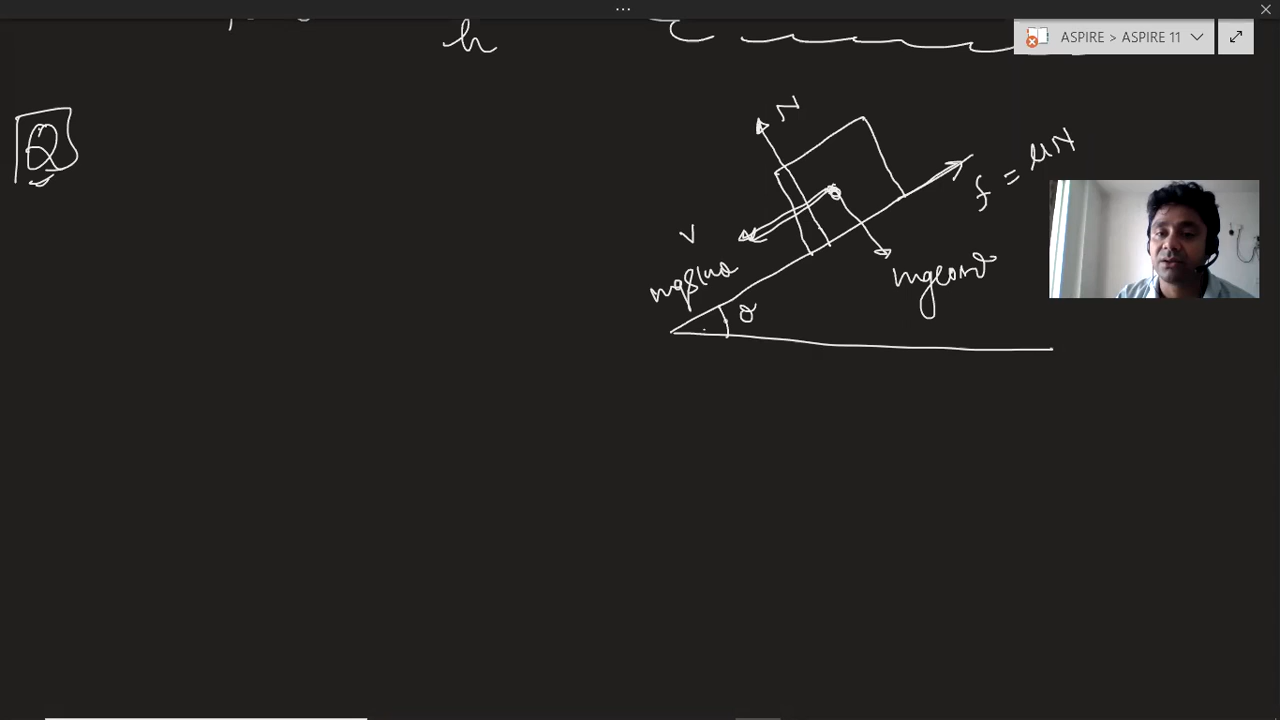 h
ASPIRE > ASPIRE 11
Q
N
f = μN
V
mg sinθ
mg cosθ
θ